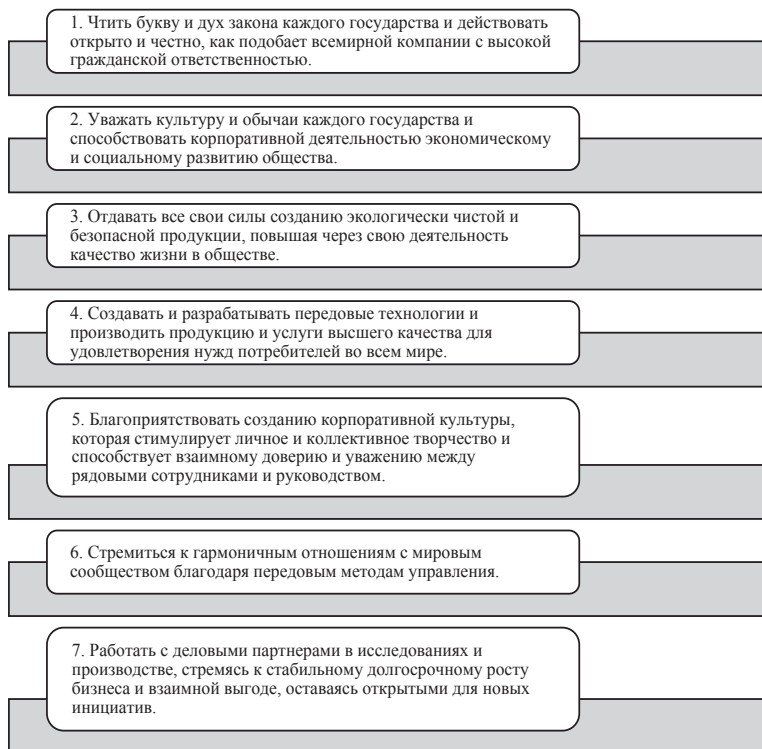 1. Чтить букву и дух закона каждого государства и действовать
открыто и честно, как подобает всемирной компании с высокой
гражданской ответственностью.
2. Уважать культуру и обычаи каждого государства и
способствовать корпоративной деятельностью экономическому
и социальному развитию общества.
3. Отдавать все свои силы созданию экологически чистой и
безопасной продукции, повышая через свою деятельность
качество жизни в обществе.
4. Создавать и разрабатывать передовые технологии и
производить продукцию и услуги высшего качества для
удовлетворения нужд потребителей во всем мире.
5. Благоприятствовать созданию корпоративной культуры,
которая стимулирует личное и коллективное творчество и
способствует взаимному доверию и уважению между
рядовыми сотрудниками и руководством.
6. Стремиться к гармоничным отношениям с мировым
сообществом благодаря передовым методам управления.
7. Работать с деловыми партнерами в исследованиях и
производстве, стремясь к стабильному долгосрочному росту
бизнеса и взаимной выгоде, оставаясь открытыми для новых
инициатив.